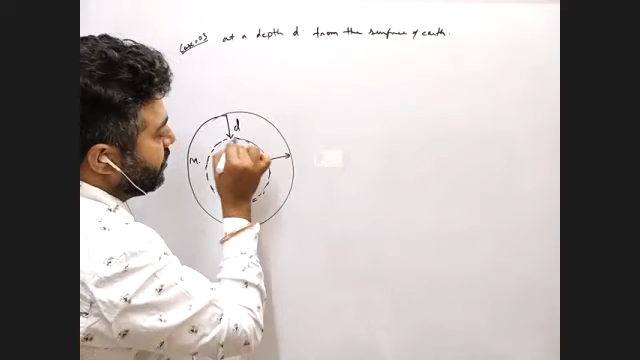 Case:03 at a depth d. from the surface of earth.
d
M.